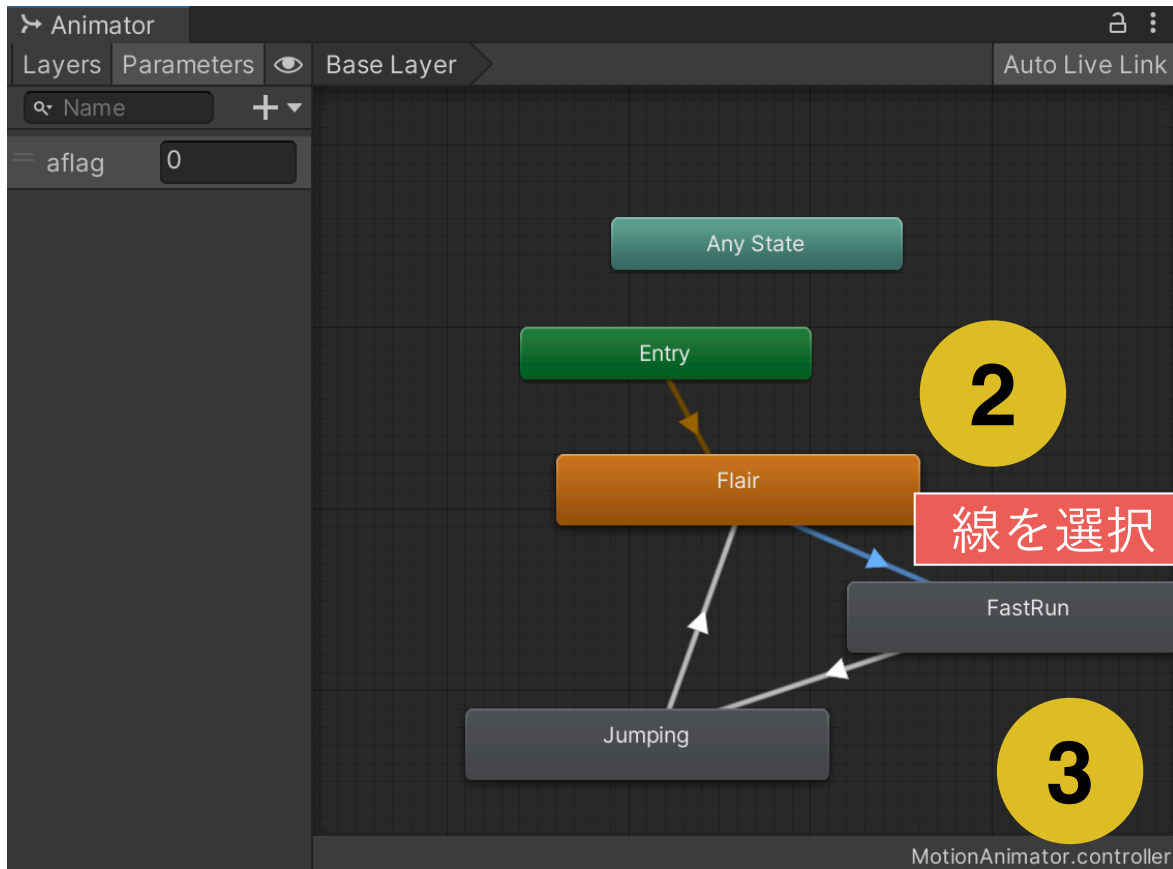 Animator
Layers Parameters Base Layer Auto Live Link
Name
aflag 0
Any State
Entry
2
Flair
線を選択
FastRun
Jumping
3
MotionAnimator.controller